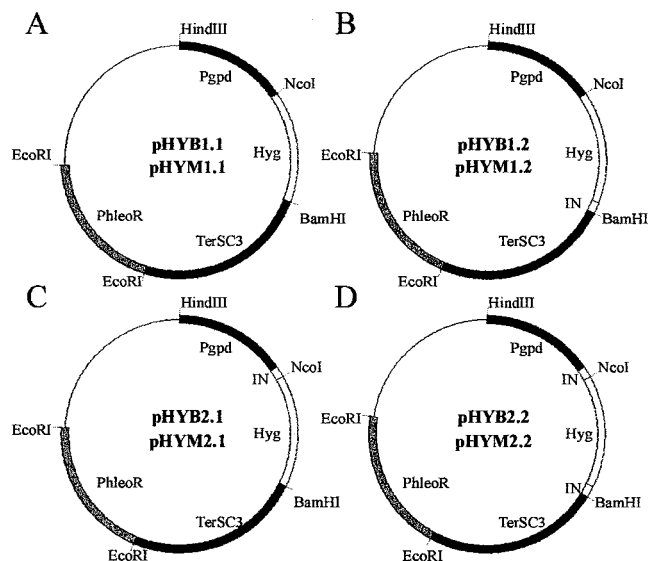 A
HindIII
Pgpd
NcoI
pHYB1.1
pHYM1.1
Hyg
EcoRI
PhleoR
BamHI
TerSC3
EcoRI
B
HindIII
Pgpd
NcoI
pHYB1.2
pHYM1.2
Hyg
EcoRI
IN
PhleoR
BamHI
TerSC3
EcoRI
C
HindIII
Pgpd
NcoI
IN
pHYB2.1
pHYM2.1
Hyg
EcoRI
PhleoR
BamHI
TerSC3
EcoRI
D
HindIII
Pgpd
NcoI
IN
pHYB2.2
pHYM2.2
Hyg
EcoRI
IN
PhleoR
BamHI
TerSC3
EcoRI